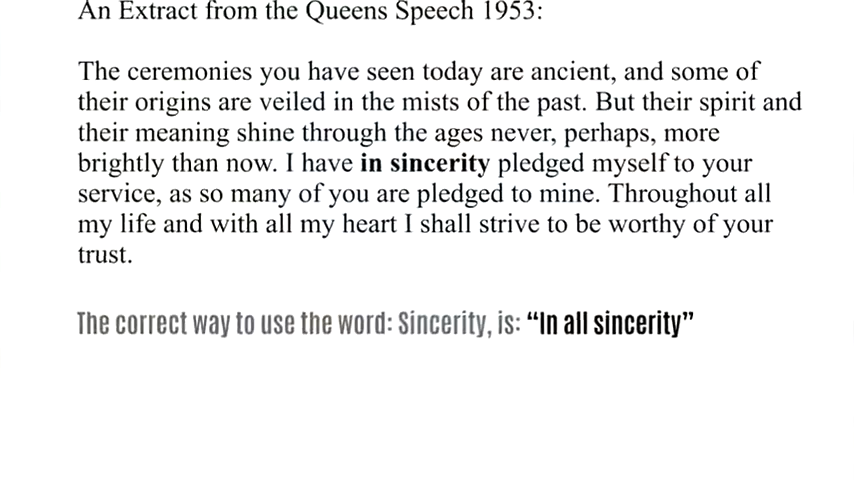 An Extract from the Queens Speech 1953:
The ceremonies you have seen today are ancient, and some of
their origins are veiled in the mists of the past. But their spirit and
their meaning shine through the ages never, perhaps, more
brightly than now. I have in sincerity pledged myself to your
service, as so many of you are pledged to mine. Throughout all
my life and with all my heart I shall strive to be worthy of your
trust.
The correct way to use the word: Sincerity, is: “In all sincerity”